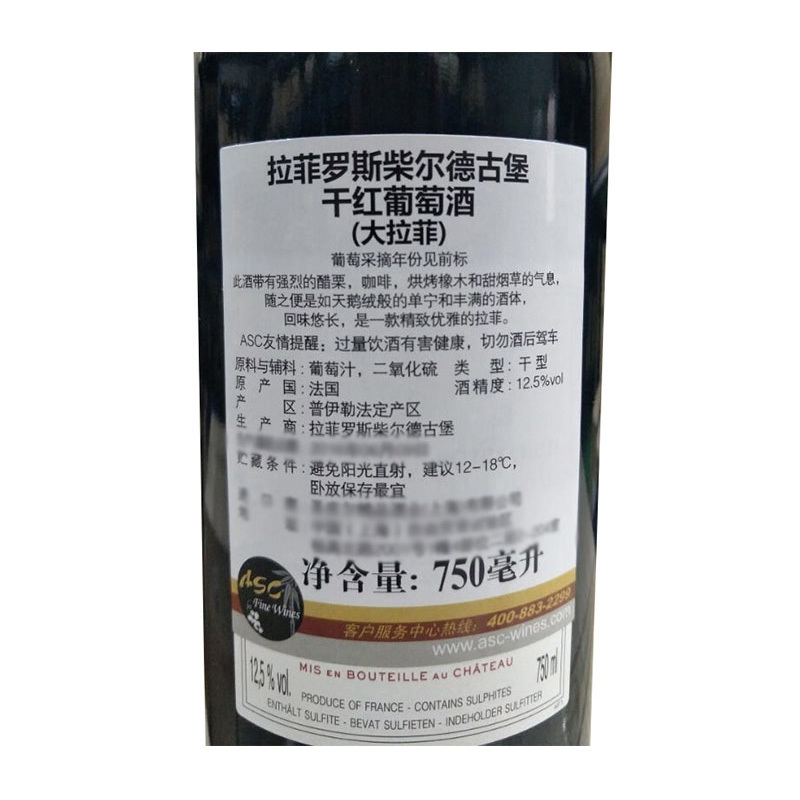 拉菲罗斯柴尔德古堡
干红葡萄酒
(大拉菲)
葡萄采摘年份见前标
此酒带有强烈的醋栗，咖啡，烘烤橡木和甜烟草的气息，
随之便是如天鹅绒般的单宁和丰满的酒体，
回味悠长，是一款精致优雅的拉菲。
ASC友情提醒：过量饮酒有害健康，切勿酒后驾车
原料与辅料：葡萄汁，二氧化硫 类型：干型
原产国：法国 酒精度：12.5%vol
产区：普伊勒法定产区
生产商：拉菲罗斯柴尔德古堡
贮藏条件：避免阳光直射，建议12-18℃，
卧放保存最宜
净含量：750毫升
ASC
Fine Wines
客户服务中心热线：400-883-2299
www.asc-wines.com
MIS EN BOUTEILLE AU CHÂTEAU
12,5 % vol. 750 ml
PRODUCE OF FRANCE - CONTAINS SULPHITES
ENTHÄLT SULFITE - BEVAT SULFIETEN - INDEHOLDER SULFITTER